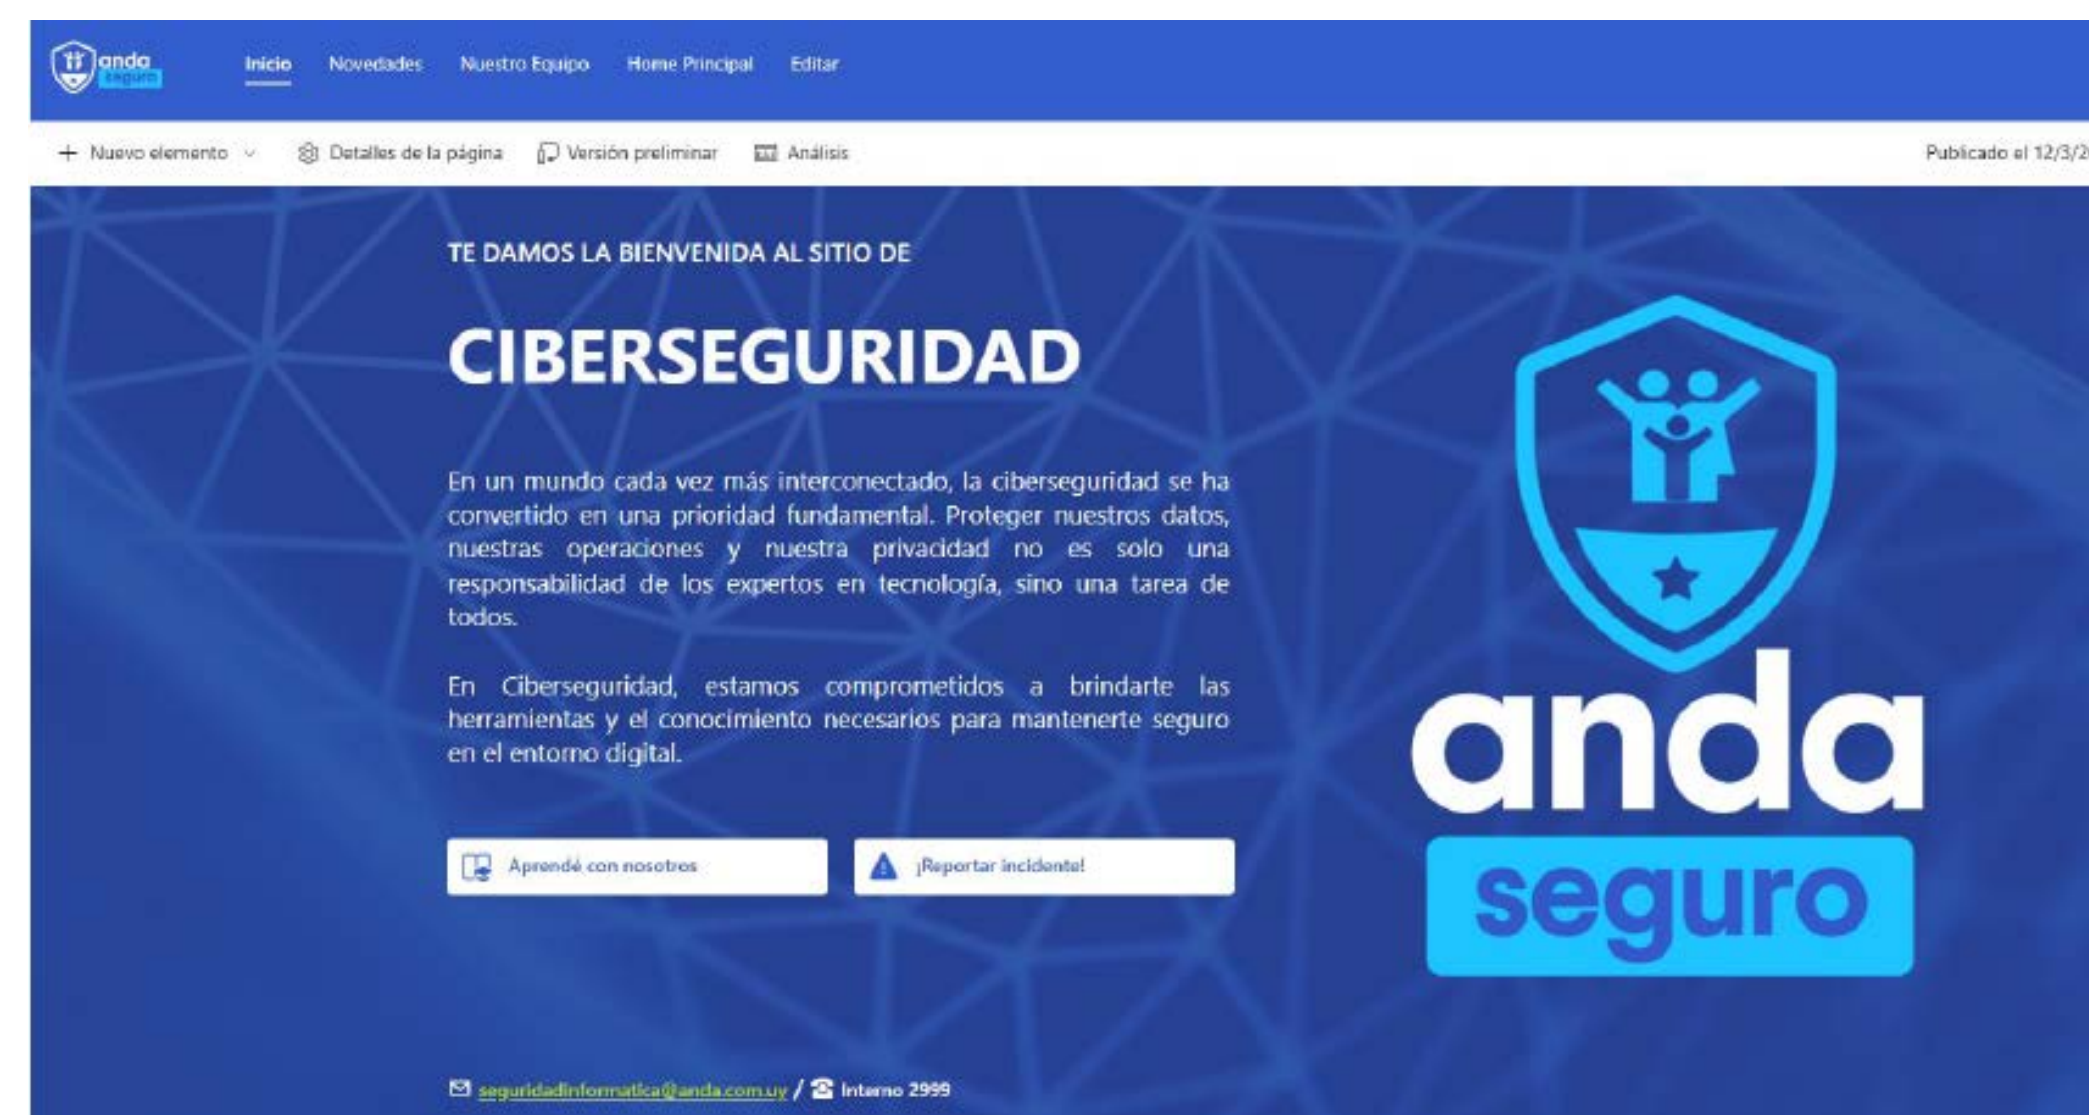 anda
seguro
Inicio Novedades Nuestro Equipo Home Principal Editar
+ Nuevo elemento Detalles de la página Versión preliminar Análisis Publicado el 12/3/2
TE DAMOS LA BIENVENIDA AL SITIO DE
CIBERSEGURIDAD
En un mundo cada vez más interconectado, la ciberseguridad se ha
convertido en una prioridad fundamental. Proteger nuestros datos,
nuestras operaciones y nuestra privacidad no es solo una
responsabilidad de los expertos en tecnología, sino una tarea de
todos.
En Ciberseguridad, estamos comprometidos a brindarte las
herramientas y el conocimiento necesarios para mantenerte seguro
en el entorno digital.
Aprendé con nosotros ¡Reportar incidente!
anda
seguro
seguridadinformatica@anda.com.uy / Interno 2999